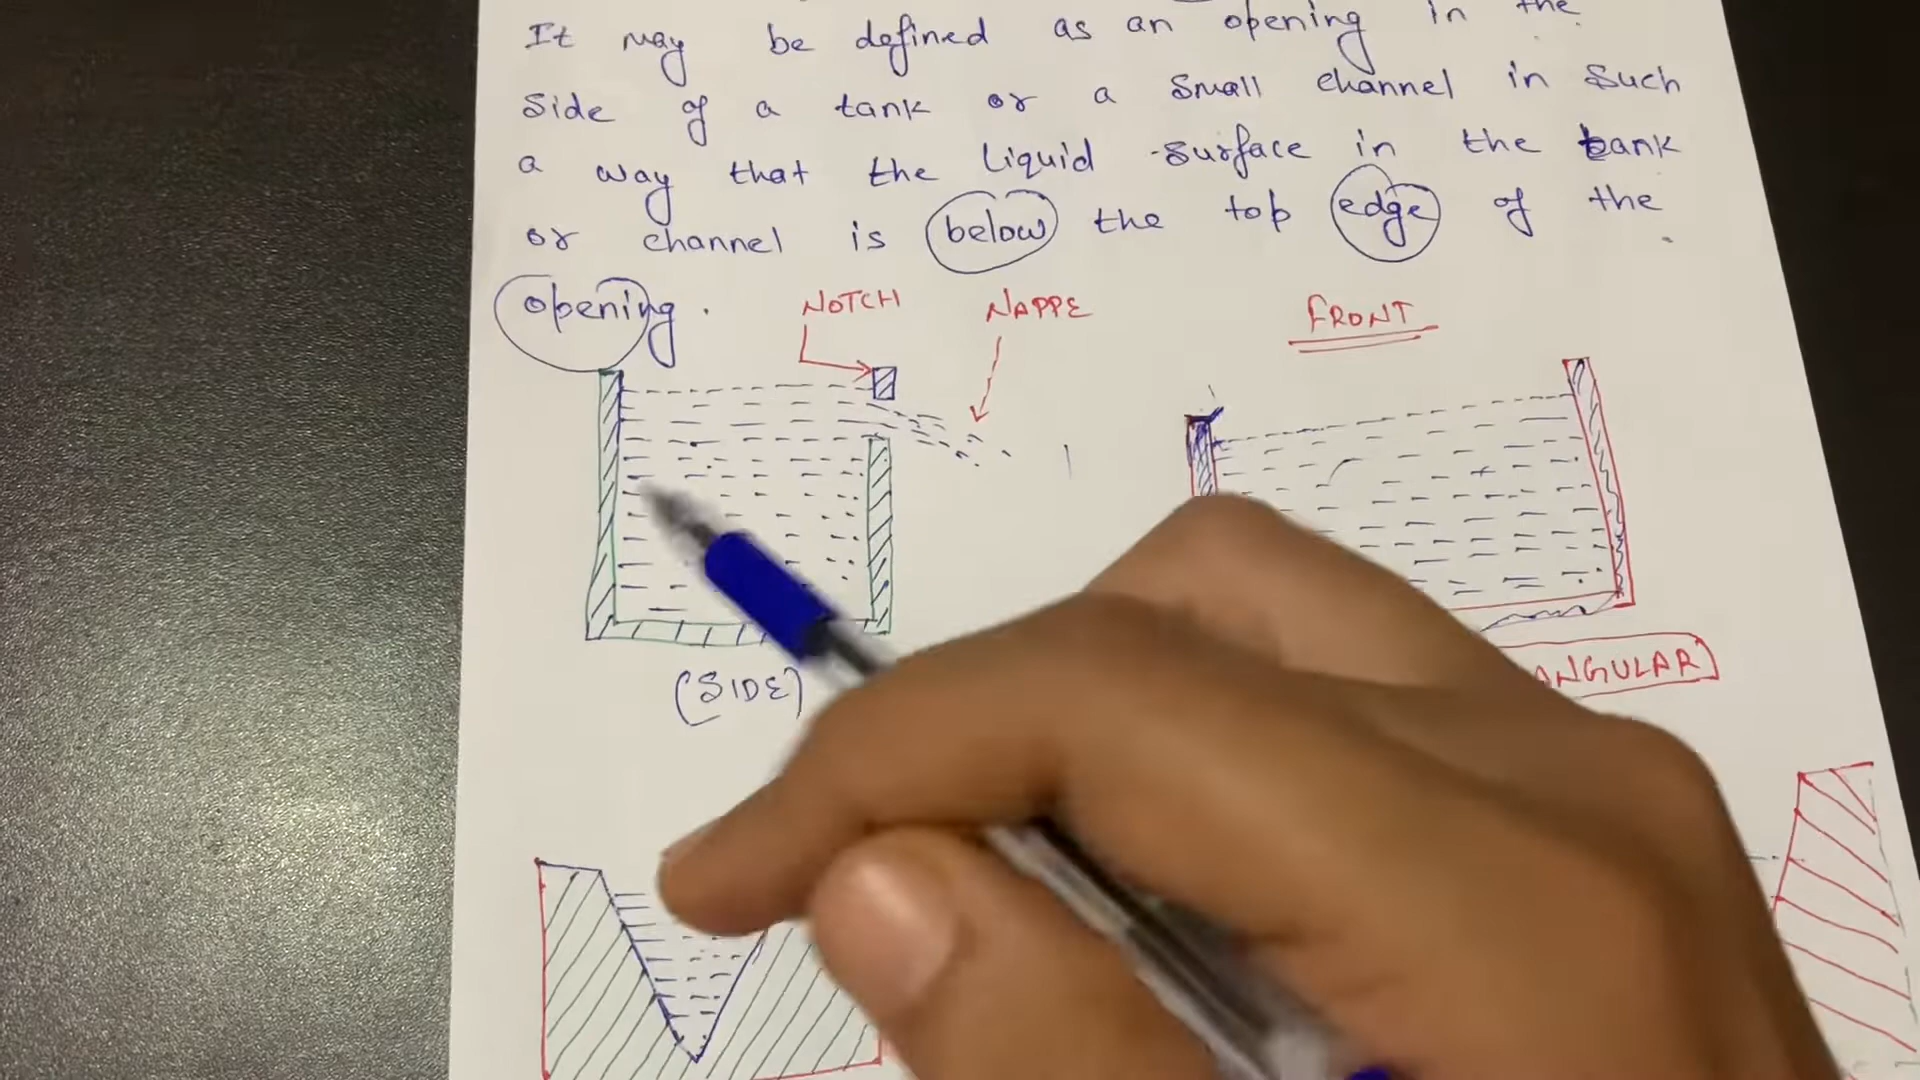 It may be defined as an opening in the
side of a tank or a small channel in such
a way that the liquid surface in the tank
or channel is below the top edge of the
opening.
NOTCH NAPPE FRONT
(SIDE)
ANGULAR